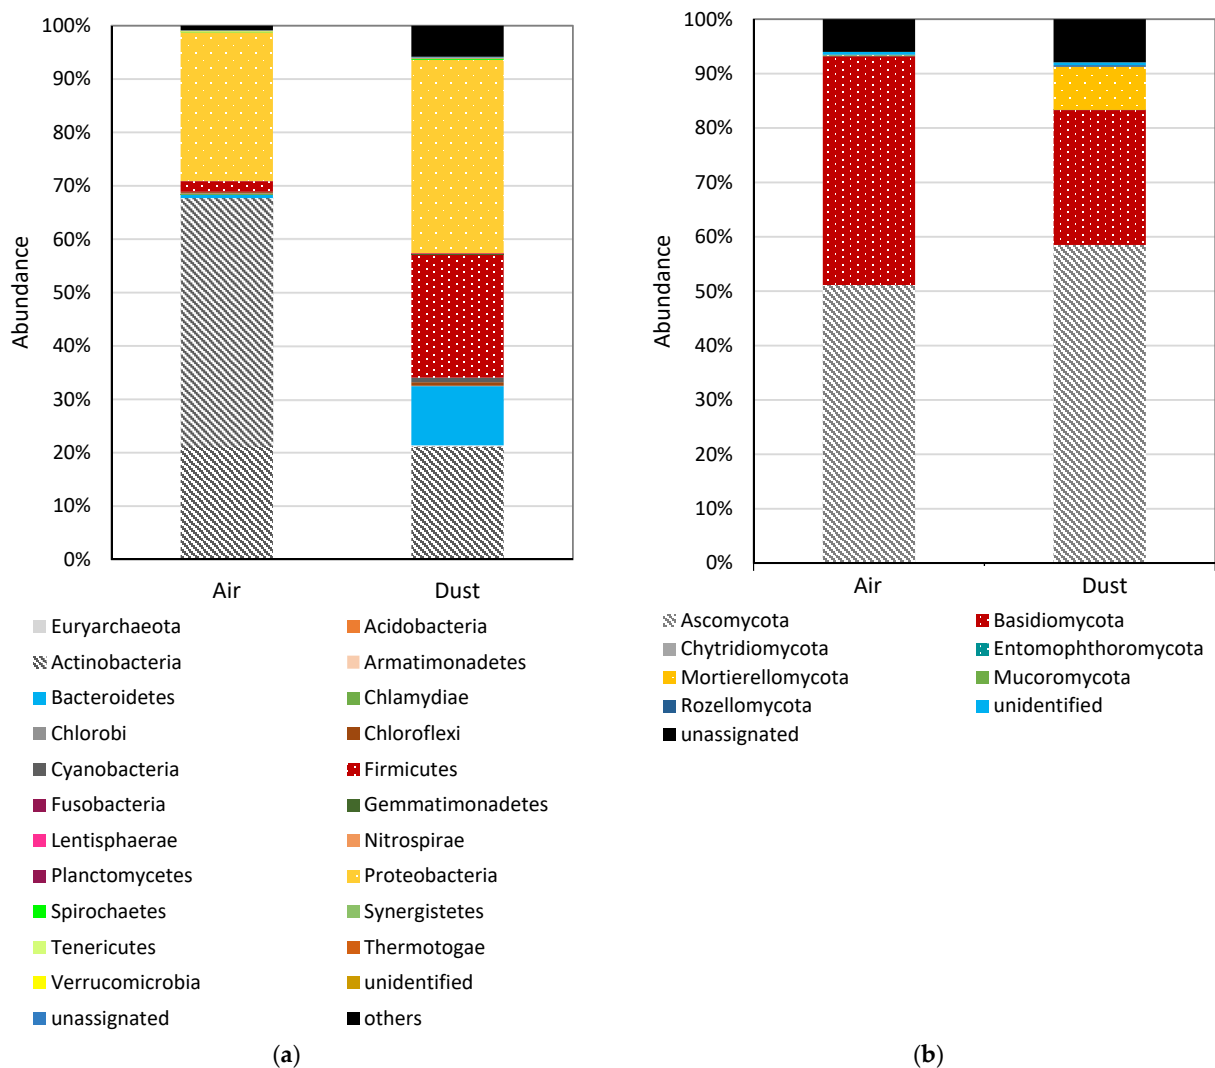 100%
90%
80%
70%
60%
50%
40%
30%
20%
10%
0%
Abundance
Air Dust
Euryarchaeota Acidobacteria
Actinobacteria Armatimonadetes
Bacteroidetes Chlamydiae
Chlorobi Chloroflexi
Cyanobacteria Firmicutes
Fusobacteria Gemmatimonadetes
Lentisphaerae Nitrospirae
Planctomycetes Proteobacteria
Spirochaetes Synergistetes
Tenericutes Thermotogae
Verrucomicrobia unidentified
unassignated others
(a)
100%
90%
80%
70%
60%
50%
40%
30%
20%
10%
0%
Abundance
Air Dust
Ascomycota Basidiomycota
Chytridiomycota Entomophthoromycota
Mortierellomycota Mucoromycota
Rozellomycota unidentified
unassignated
(b)